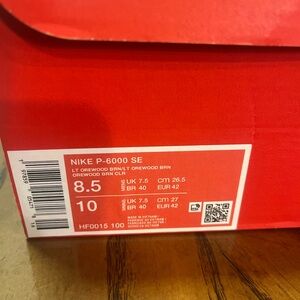 NIKE P-6000 SE
LT OREWOOD BRN/LT OREWOOD BRN
OREWOOD BRN CLR
8.5 UK 7.5 cm 26.5
BR 40 EUR 42
10 UK 7.5 cm 27
BR 40 EUR 42
HF0015 100